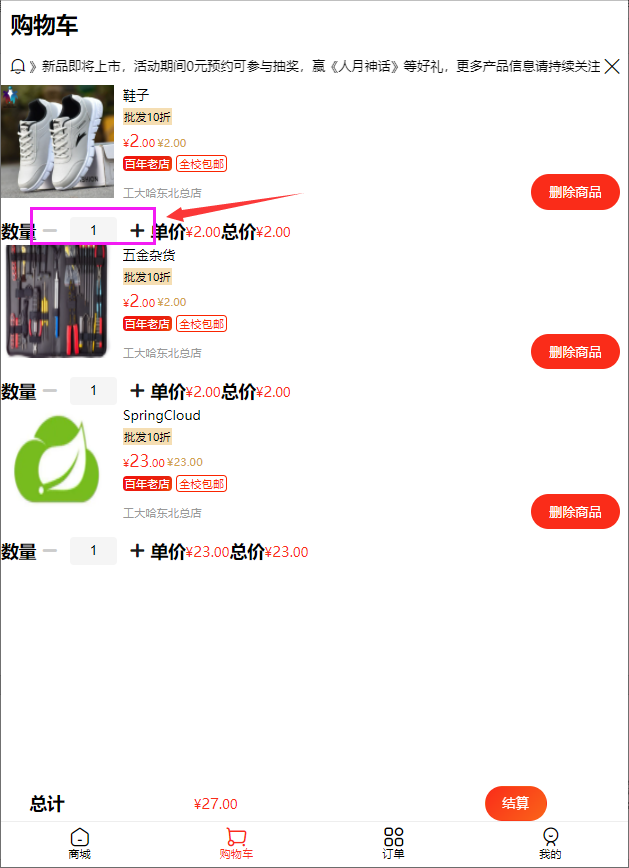 购物车
》新品即将上市，活动期间0元预约可参与抽奖，赢《人月神话》等好礼，更多产品信息请持续关注
鞋子
批发10折
¥2.00 ¥2.00
百年老店 全校包邮
工大哈东北总店
删除商品
数量 － 1 + 单价¥2.00总价¥2.00
五金杂货
批发10折
¥2.00 ¥2.00
百年老店 全校包邮
工大哈东北总店
删除商品
数量 － 1 + 单价¥2.00总价¥2.00
SpringCloud
批发10折
¥23.00 ¥23.00
百年老店 全校包邮
工大哈东北总店
删除商品
数量 － 1 + 单价¥23.00总价¥23.00
总计 ¥27.00 结算
商城 购物车 订单 我的